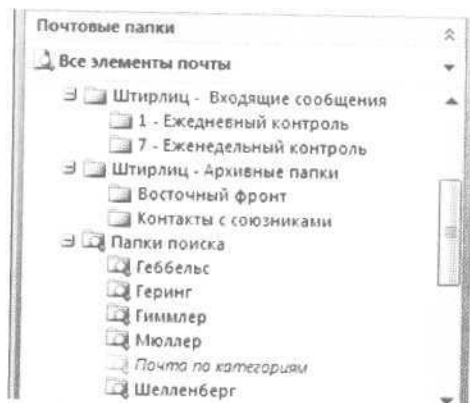 Почтовые папки
Все элементы почты
Штирлиц - Входящие сообщения
1 - Ежедневный контроль
7 - Еженедельный контроль
Штирлиц - Архивные папки
Восточный фронт
Контакты с союзниками
Папки поиска
Геббельс
Геринг
Гиммлер
Мюллер
Почта по категориям
Шелленберг